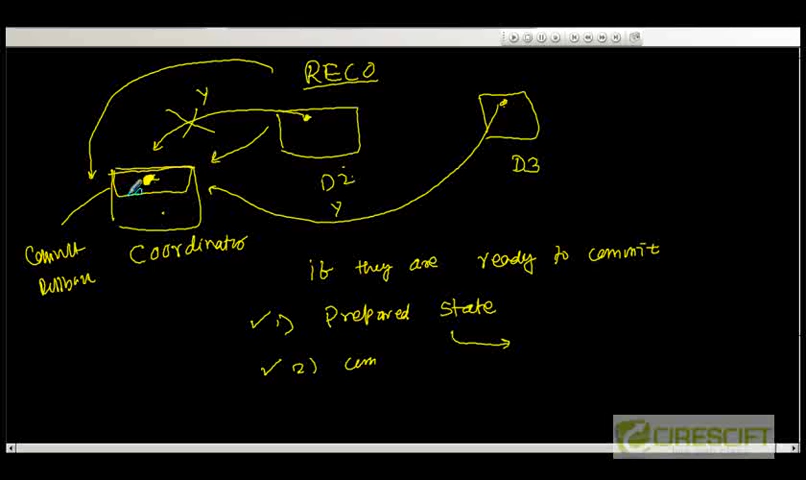 RECO
Y
D2
D3
Y
Coordinator
Commit
Rollback
if they are ready to commit
1) Prepared state
2) com
CIRESCIFT